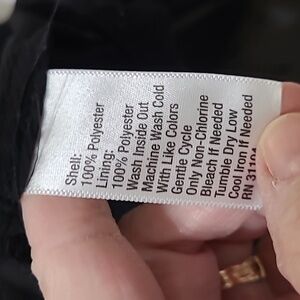 Shell:
100% Polyester
Lining:
100% Polyester
Wash Inside Out
Machine Wash Cold
With Like Colors
Gentle Cycle
Only Non-Chlorine
Bleach If Needed
Tumble Dry Low
Cool Iron If Needed
RN